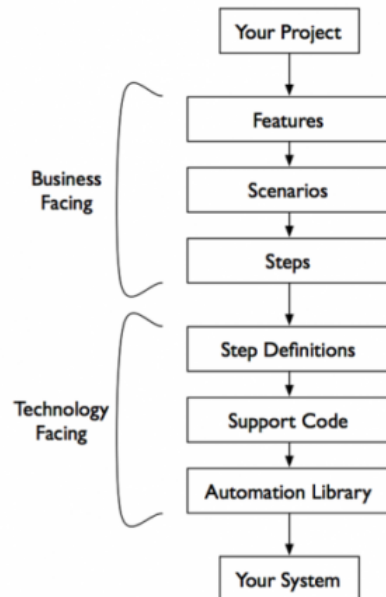 Your Project
Features
Business
Facing
Scenarios
Steps
Step Definitions
Technology
Facing
Support Code
Automation Library
Your System